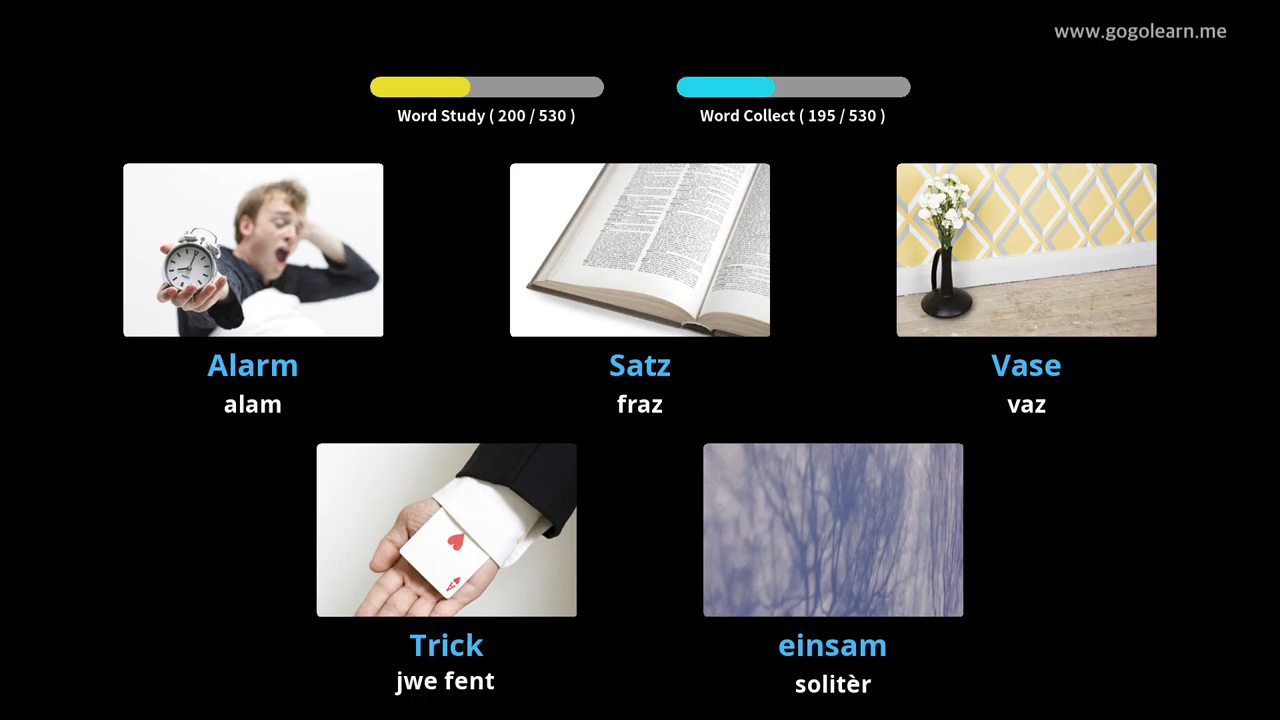 www.gogolearn.me
Word Study ( 200 / 530 )
Word Collect ( 195 / 530 )
Alarm
alam
Satz
fraz
Vase
vaz
Trick
jwe fent
einsam
solitèr